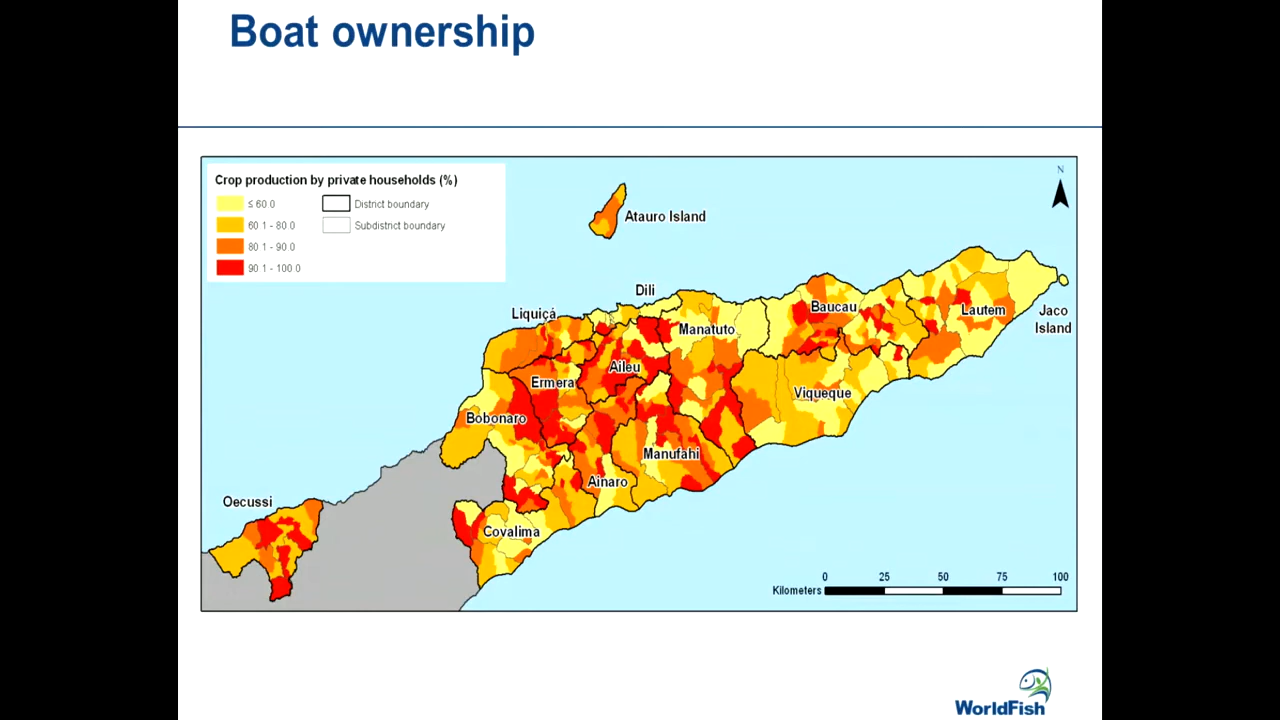 Boat ownership
Crop production by private households (%)
≤ 60.0
District boundary
60.1 - 80.0
Subdistrict boundary
80.1 - 90.0
90.1 - 100.0
N
Atauro Island
Dili
Liquiçá
Baucau
Lautem
Jaco
Island
Manatuto
Aileu
Ermera
Viqueque
Bobonaro
Manufahi
Ainaro
Oecussi
Covalima
0 25 50 75 100
Kilometers
WorldFish